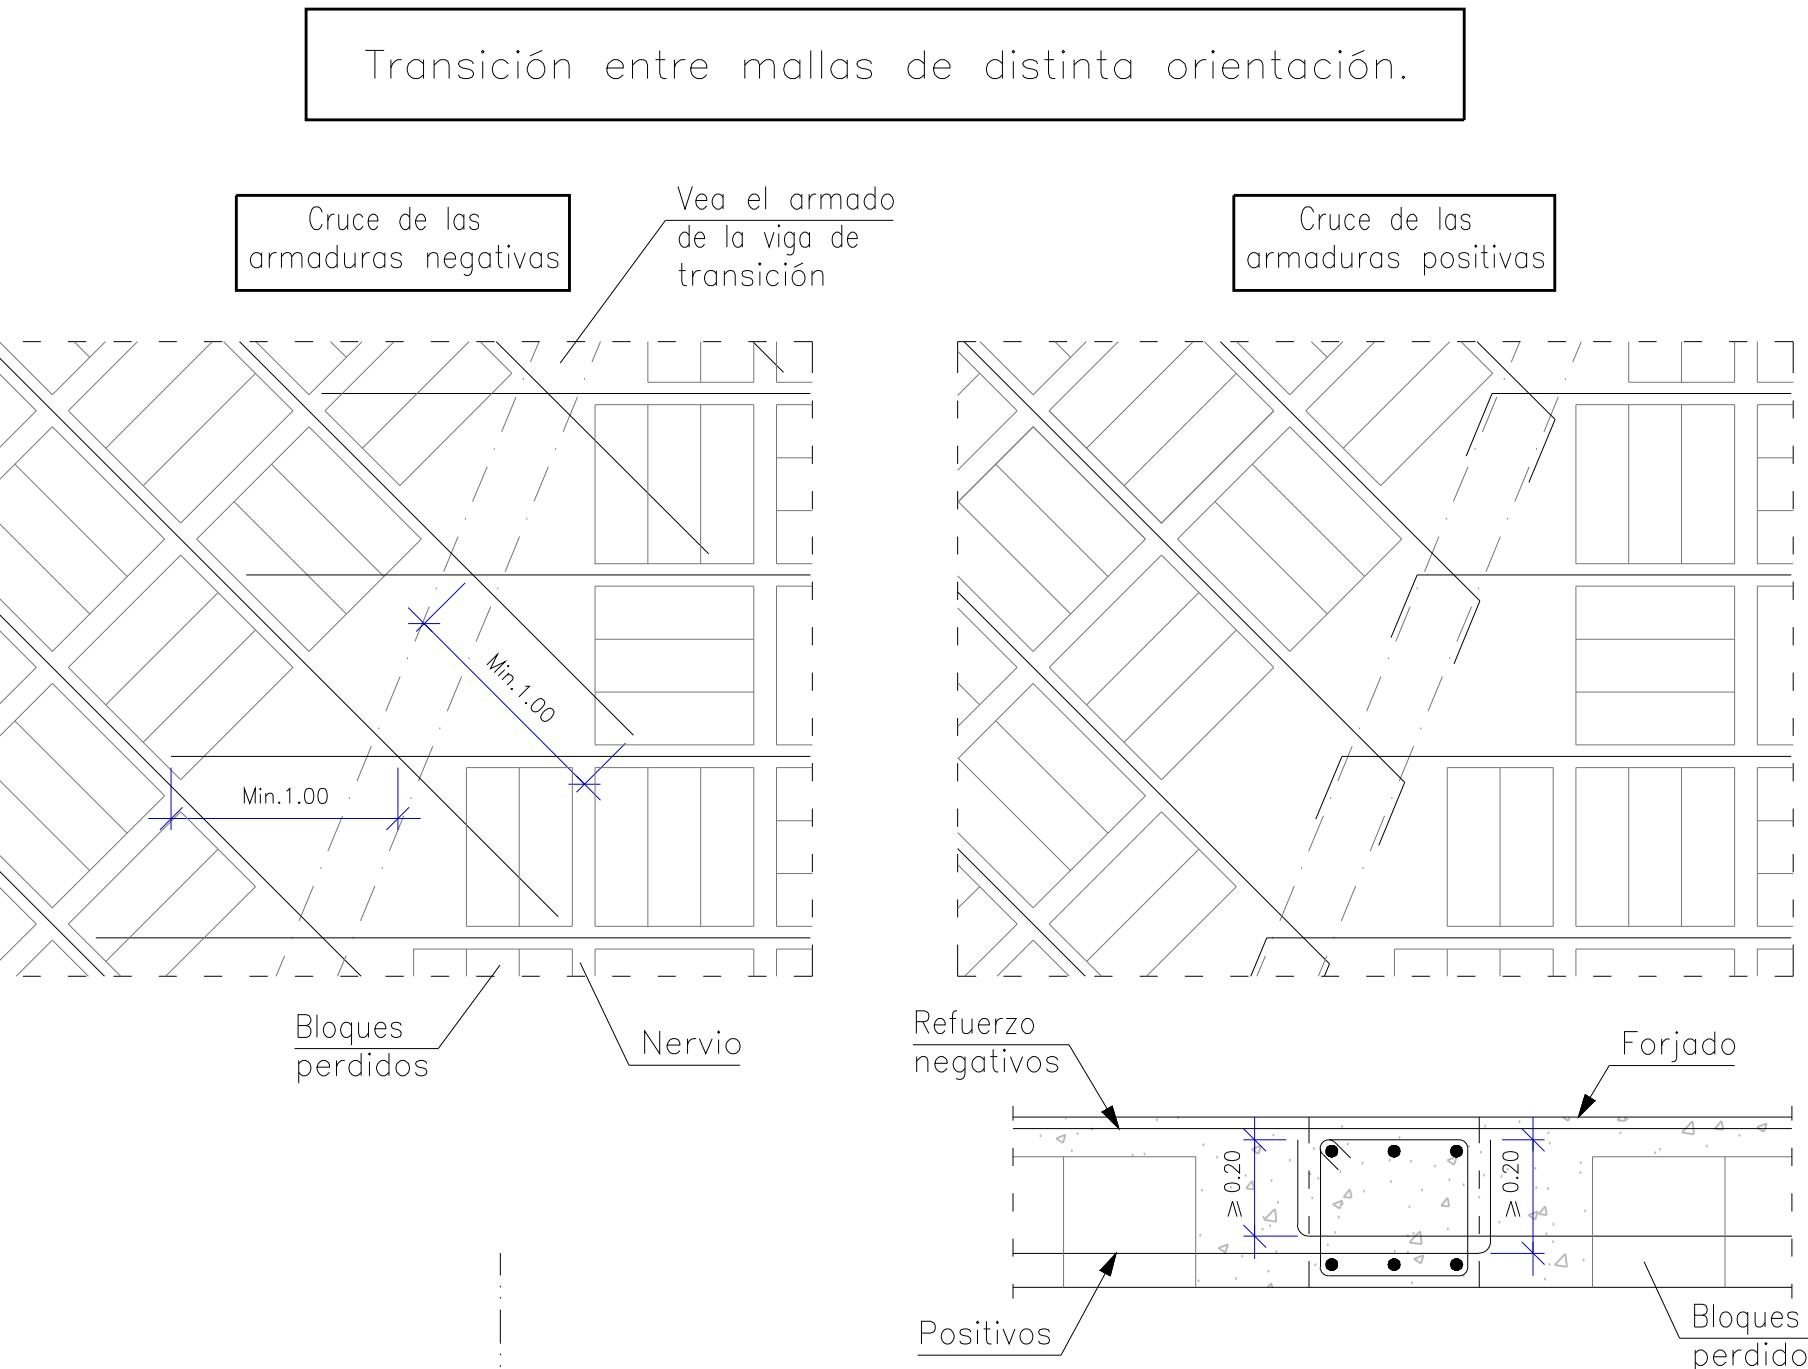 Transición entre mallas de distinta orientación.
Cruce de las
armaduras negativas
Vea el armado
de la viga de
transición
Cruce de las
armaduras positivas
Min.1.00
Min.1.00
Bloques
perdidos
Nervio
Refuerzo
negativos
Forjado
≥0.20
≥0.20
Positivos
Bloques
perdido